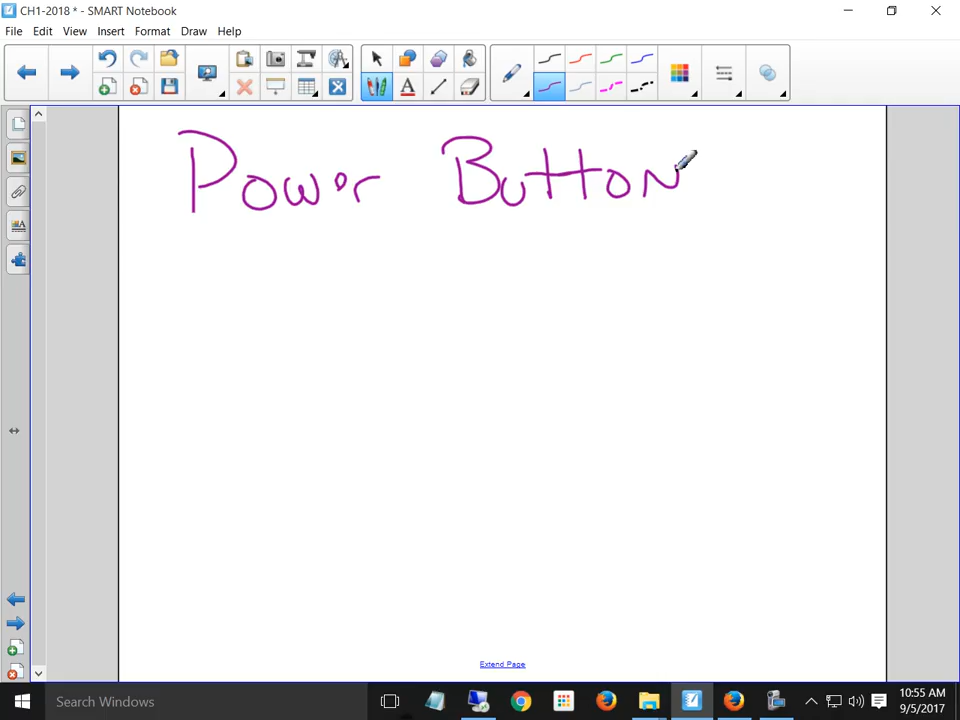 CH1-2018 * - SMART Notebook
File Edit View Insert Format Draw Help
Power Button
Extend Page
Search Windows
10:55 AM
9/5/2017